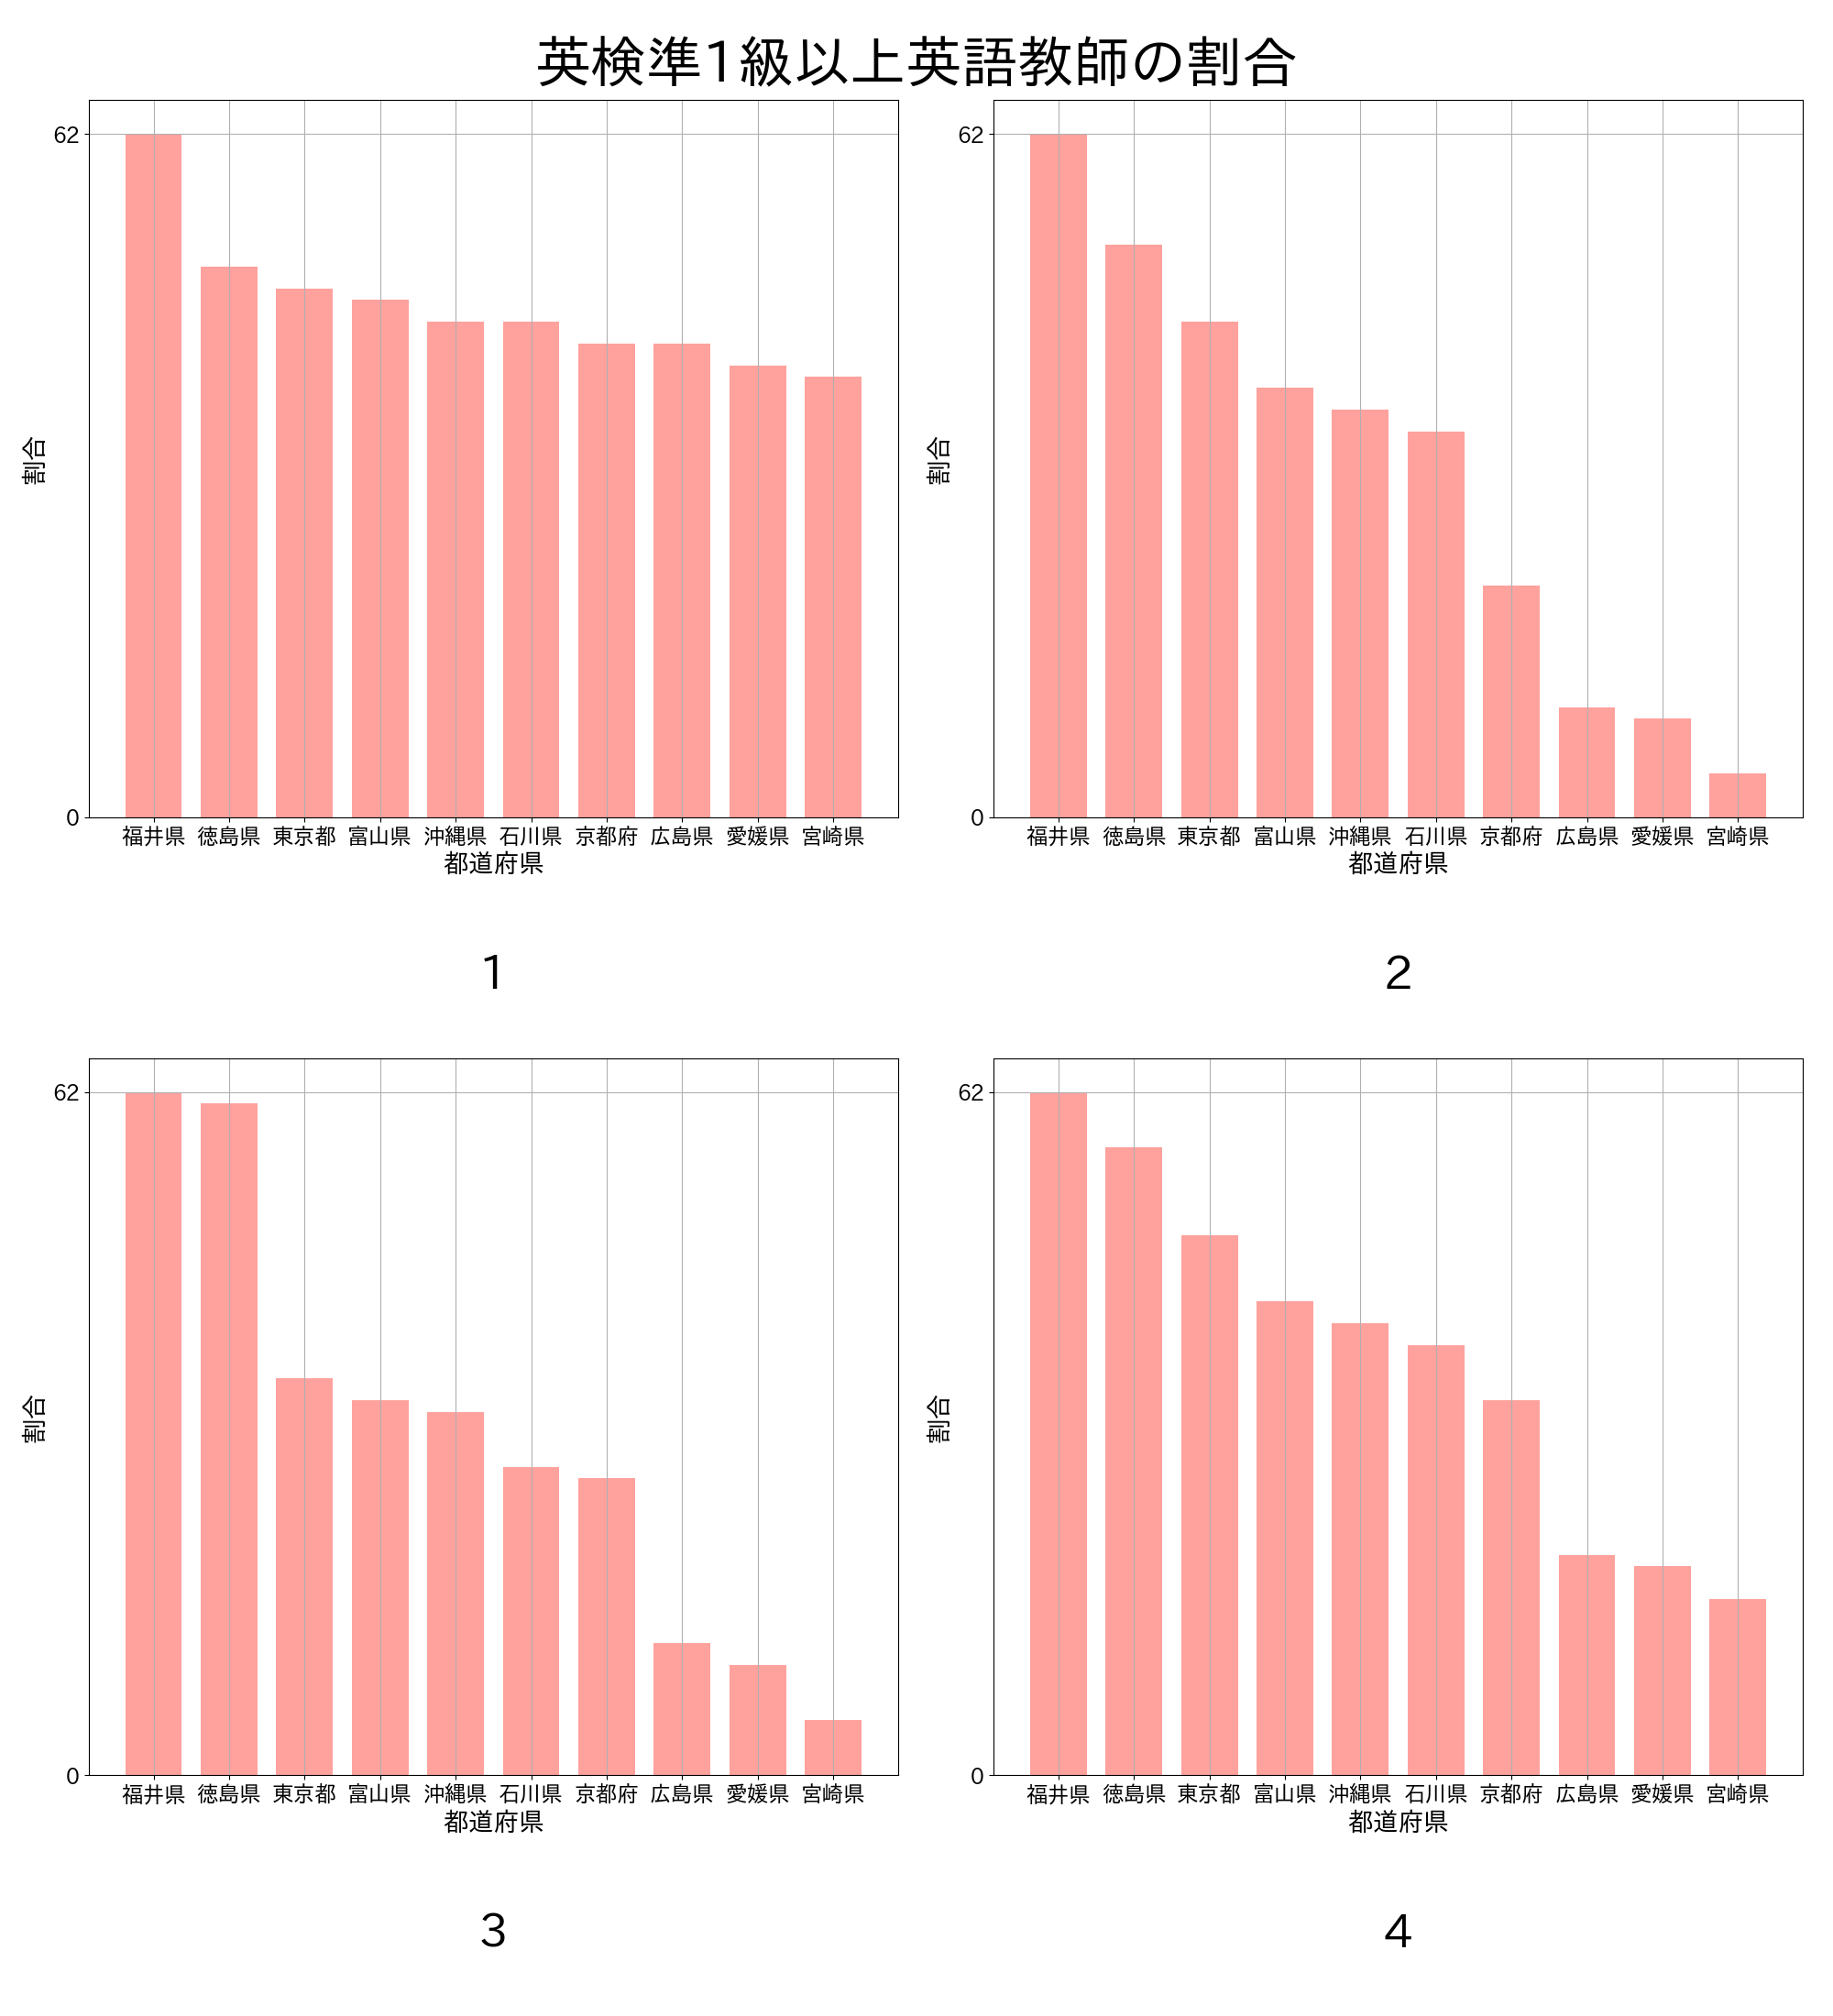 英検準1級以上英語教師の割合
62
0
割合
福井県 徳島県 東京都 富山県 沖縄県 石川県 京都府 広島県 愛媛県 宮崎県
都道府県
1
62
0
割合
福井県 徳島県 東京都 富山県 沖縄県 石川県 京都府 広島県 愛媛県 宮崎県
都道府県
2
62
0
割合
福井県 徳島県 東京都 富山県 沖縄県 石川県 京都府 広島県 愛媛県 宮崎県
都道府県
3
62
0
割合
福井県 徳島県 東京都 富山県 沖縄県 石川県 京都府 広島県 愛媛県 宮崎県
都道府県
4